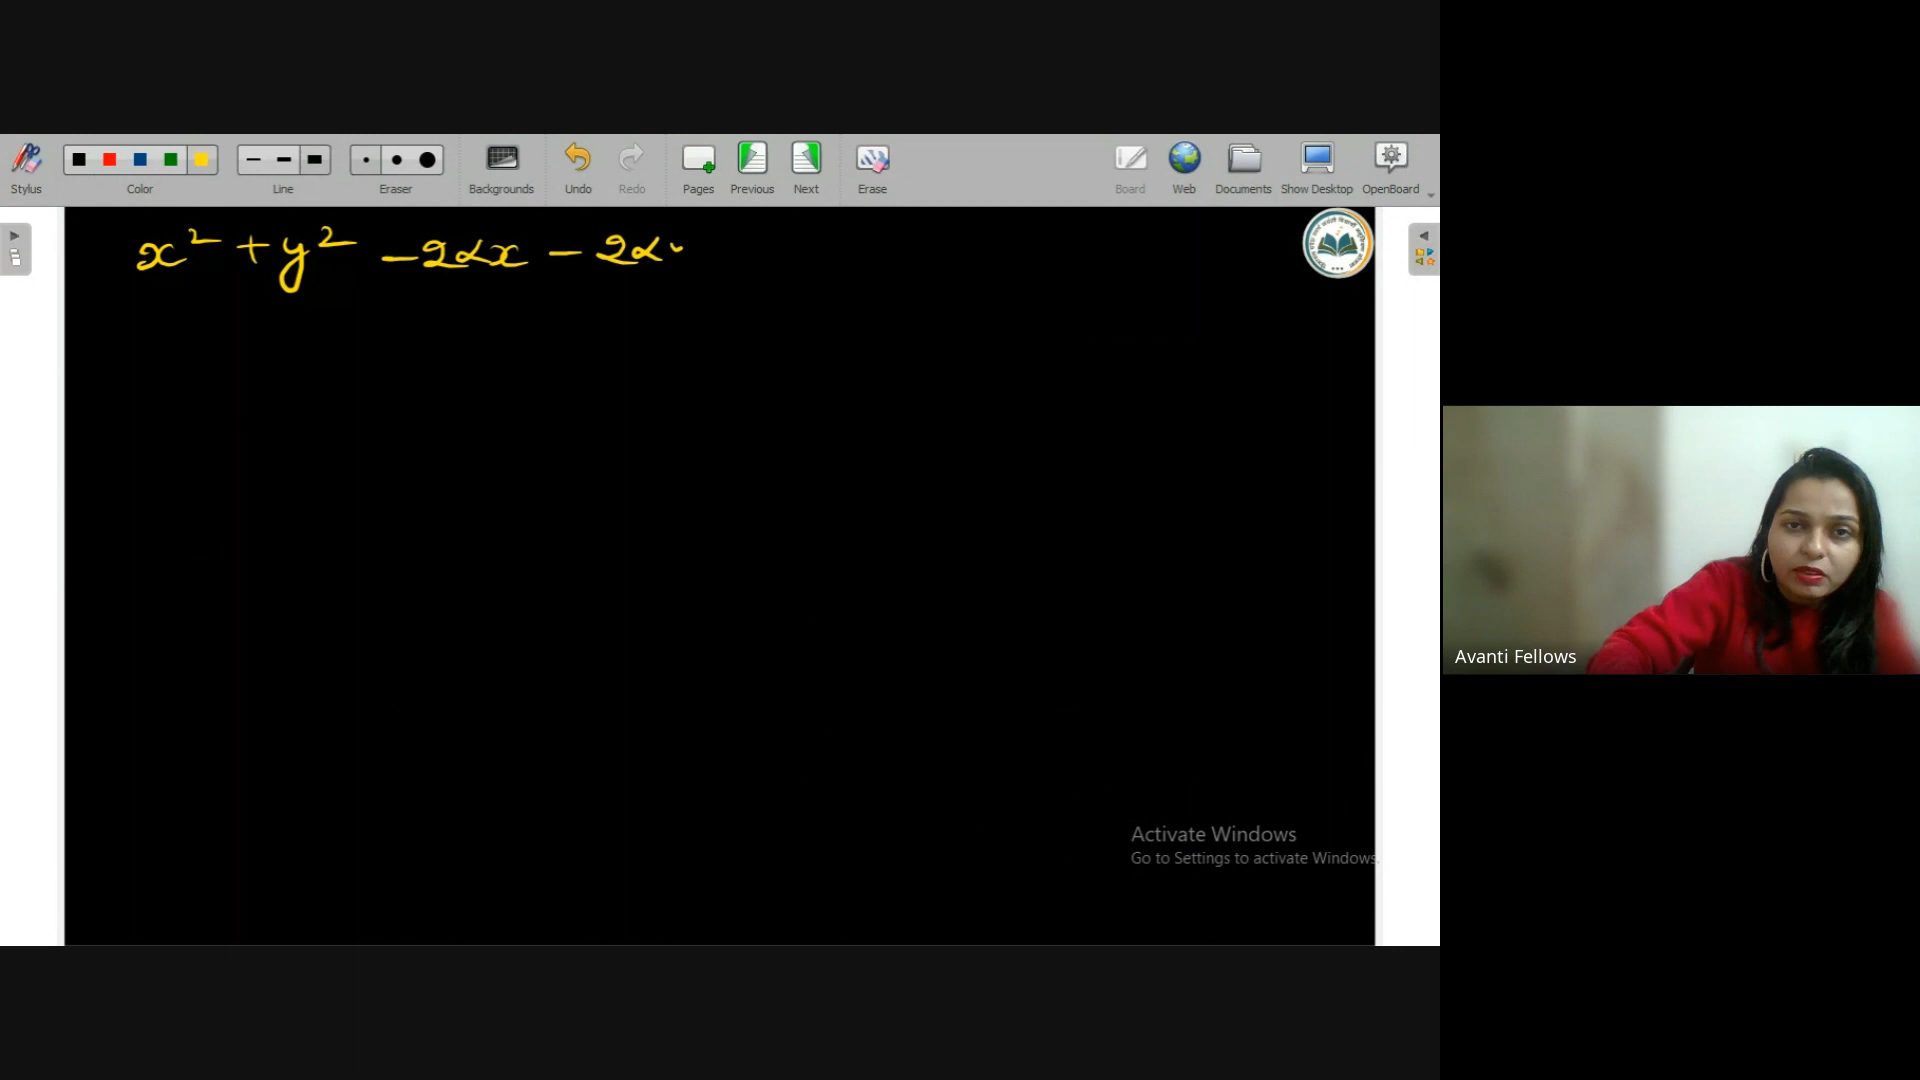 Stylus Color Line Eraser Backgrounds Undo Redo Pages Previous Next Erase Board Web Documents Show Desktop OpenBoard
x² + y² - 2αx - 2α
Avanti Fellows
Activate Windows
Go to Settings to activate Windows.